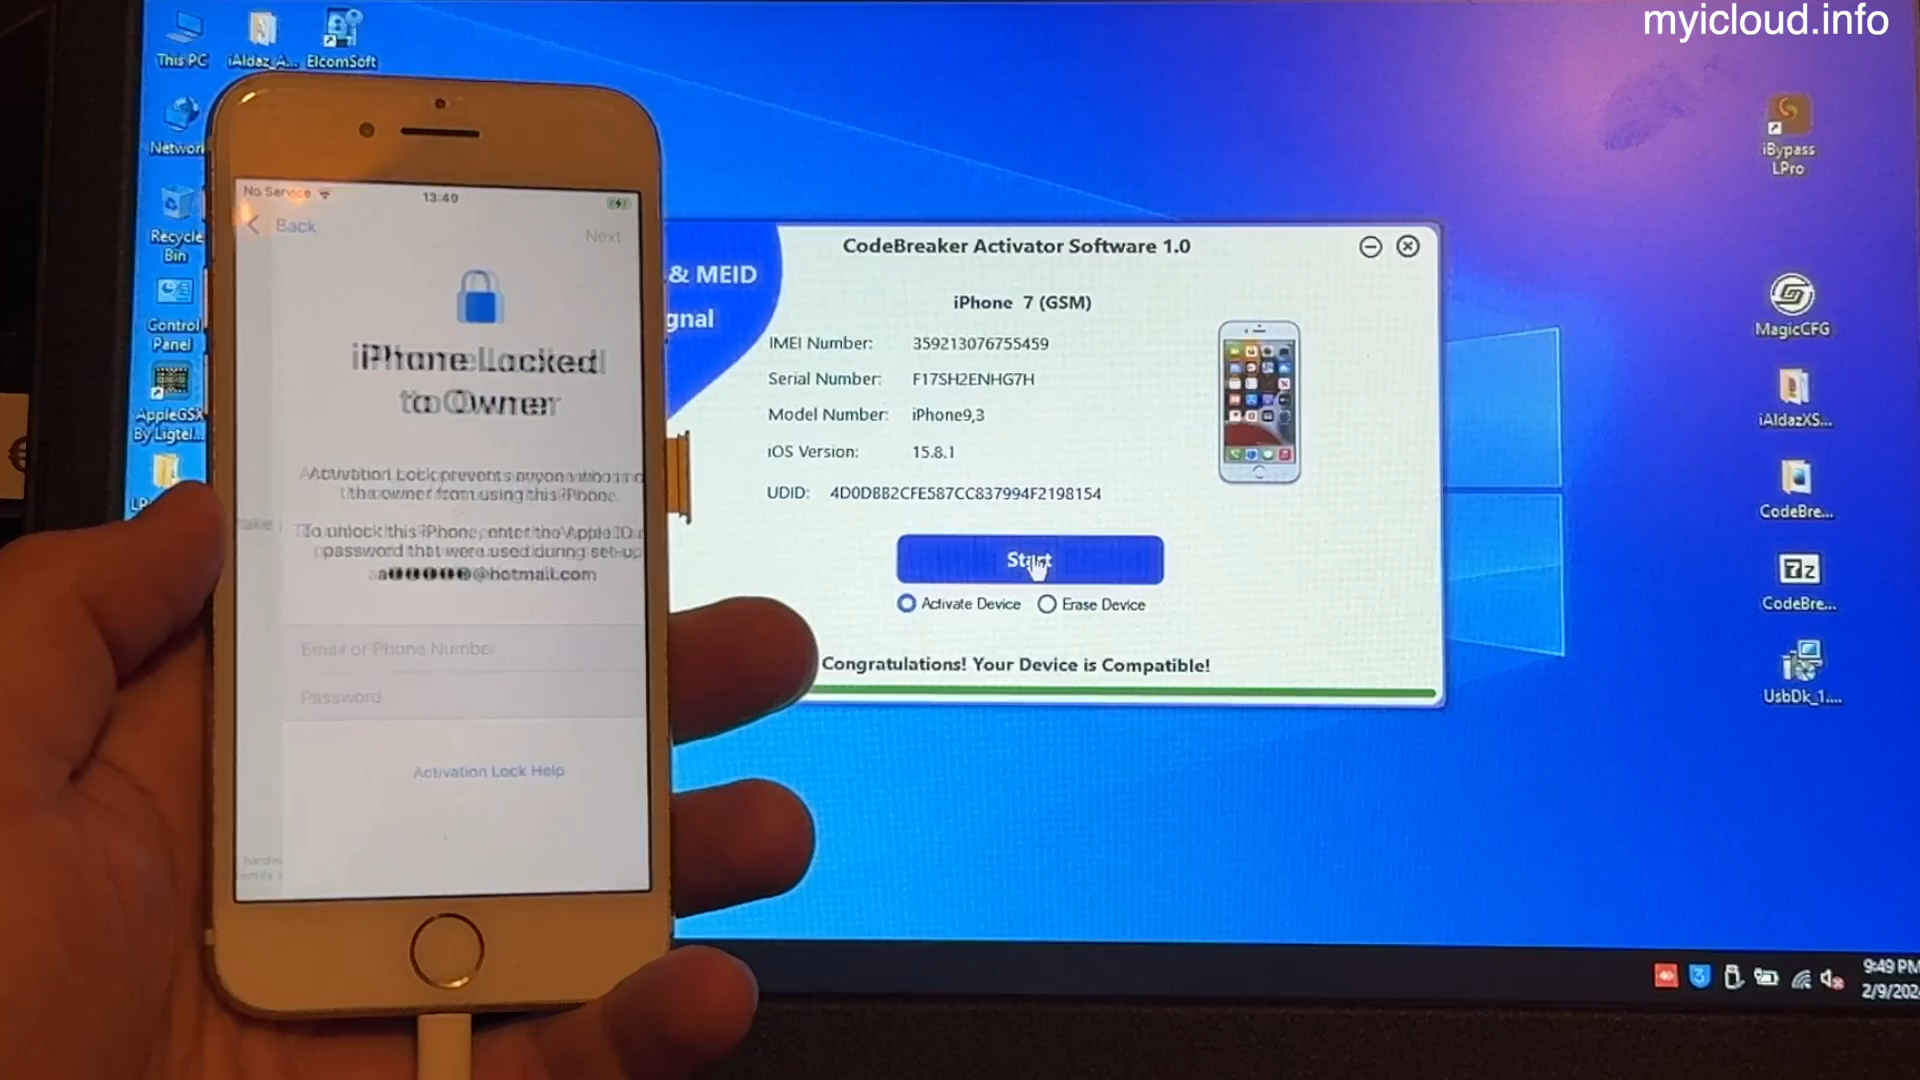 myicloud.info
This PC
iAldaz_A...
ElcomSoft
Network
Recycle
Bin
Control
Panel
AppleGSX
By Ligtel...
No Service
13:49
Back
Next
iPhone Locked
to Owner
Activation Lock prevents anyone who is not
the owner from using this iPhone.
To unlock this iPhone, enter the Apple ID
password that were used during set-up
a●●●●●@hotmail.com
Email or Phone Number
Password
Activation Lock Help
& MEID
gnal
CodeBreaker Activator Software 1.0
iPhone 7 (GSM)
IMEI Number: 359213076755459
Serial Number: F17SH2ENHG7H
Model Number: iPhone9,3
iOS Version: 15.8.1
UDID: 4D0DBB2CFE587CC837994F2198154
Start
Activate Device
Erase Device
Congratulations! Your Device is Compatible!
iBypass
LPro
MagicCFG
iAldazXS...
CodeBre...
7z
CodeBre...
UsbDk_1....
9:49 PM
2/9/202